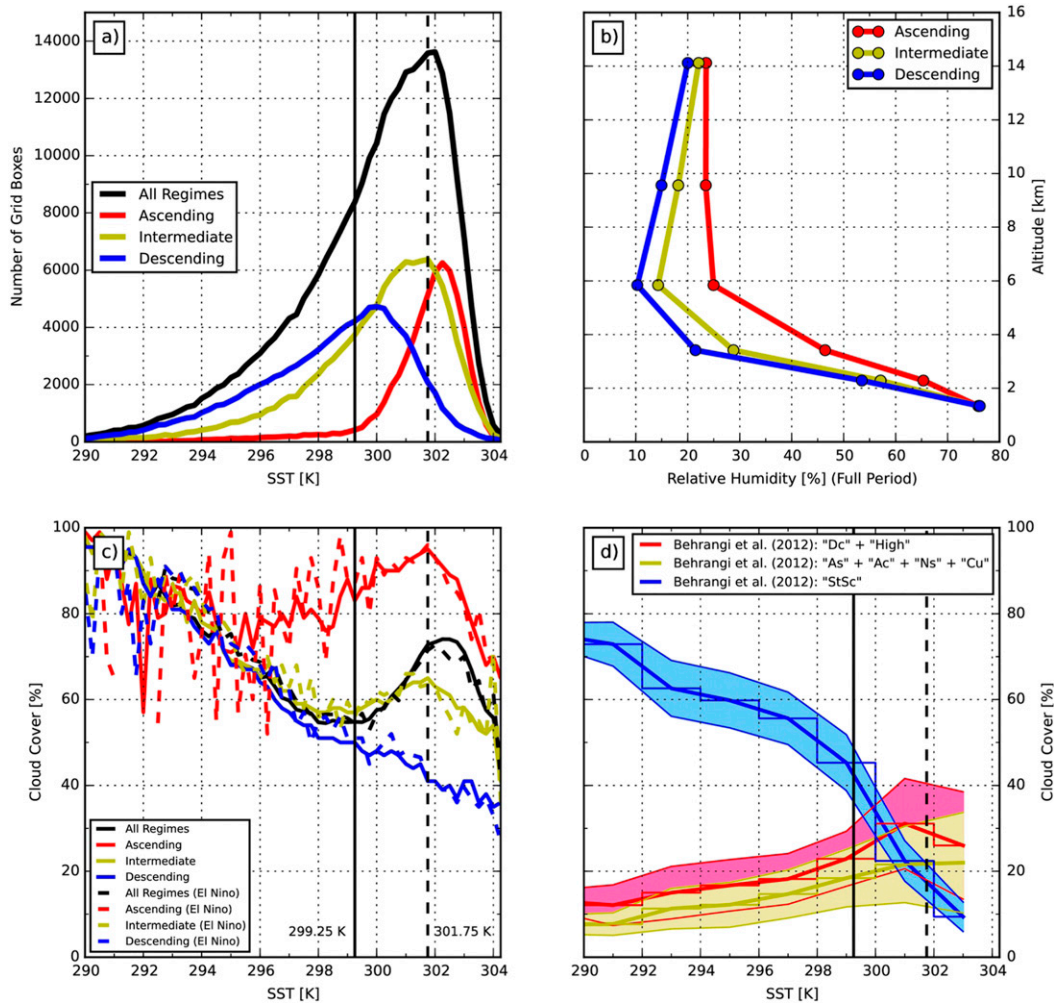 a)
Number of Grid Boxes
14000
12000
10000
8000
6000
4000
2000
0
All Regimes
Ascending
Intermediate
Descending
290 292 294 296 298 300 302 304
SST [K]
b)
Ascending
Intermediate
Descending
16
14
12
10
8
6
4
2
0
Altitude [km]
0 10 20 30 40 50 60 70 80
Relative Humidity [%] (Full Period)
c)
Cloud Cover [%]
100
80
60
40
20
0
All Regimes
Ascending
Intermediate
Descending
All Regimes (El Nino)
Ascending (El Nino)
Intermediate (El Nino)
Descending (El Nino)
299.25 K
301.75 K
290 292 294 296 298 300 302 304
SST [K]
d)
Behrangi et al. (2012): "Dc" + "High"
Behrangi et al. (2012): "As" + "Ac" + "Ns" + "Cu"
Behrangi et al. (2012): "StSc"
100
80
60
40
20
0
Cloud Cover [%]
290 292 294 296 298 300 302 304
SST [K]